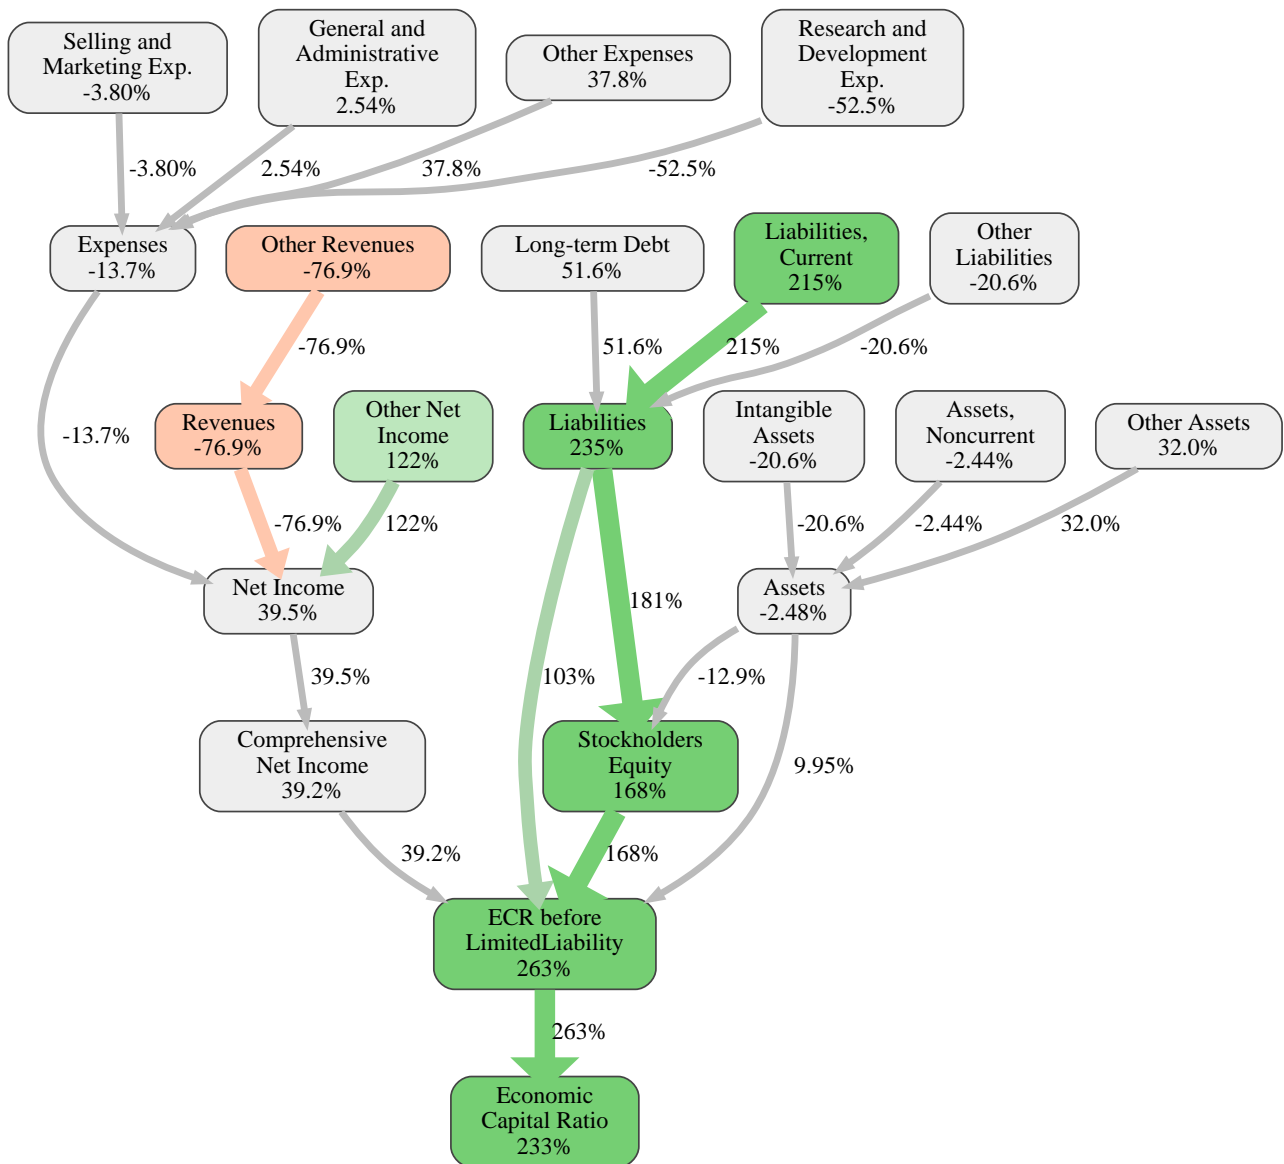 Selling and
Marketing Exp.
-3.80%
General and
Administrative
Exp.
2.54%
Other Expenses
37.8%
Research and
Development
Exp.
-52.5%
-3.80%
2.54%
37.8%
-52.5%
Expenses
-13.7%
Other Revenues
-76.9%
Long-term Debt
51.6%
Liabilities,
Current
215%
Other
Liabilities
-20.6%
-76.9%
51.6%
215%
-20.6%
-13.7%
Revenues
-76.9%
Other Net
Income
122%
Liabilities
235%
Intangible
Assets
-20.6%
Assets,
Noncurrent
-2.44%
Other Assets
32.0%
-76.9%
122%
-20.6%
-2.44%
32.0%
Net Income
39.5%
181%
Assets
-2.48%
39.5%
103%
-12.9%
Comprehensive
Net Income
39.2%
Stockholders
Equity
168%
9.95%
39.2%
168%
ECR before
LimitedLiability
263%
263%
Economic
Capital Ratio
233%